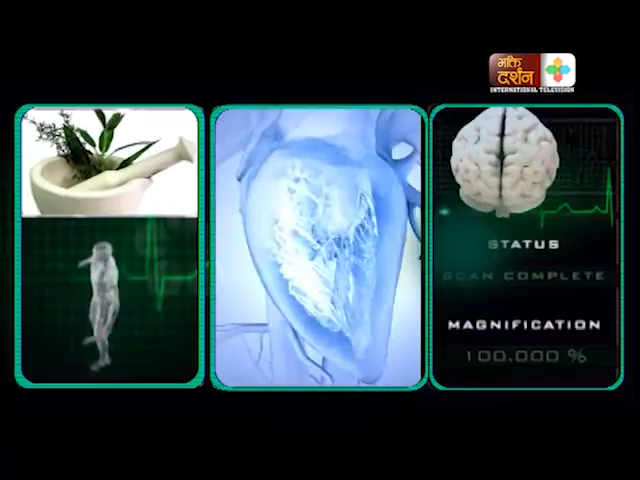 भक्ति
दर्शन
INTERNATIONAL TELEVISION
STATUS
SCAN COMPLETE
MAGNIFICATION
100.000 %